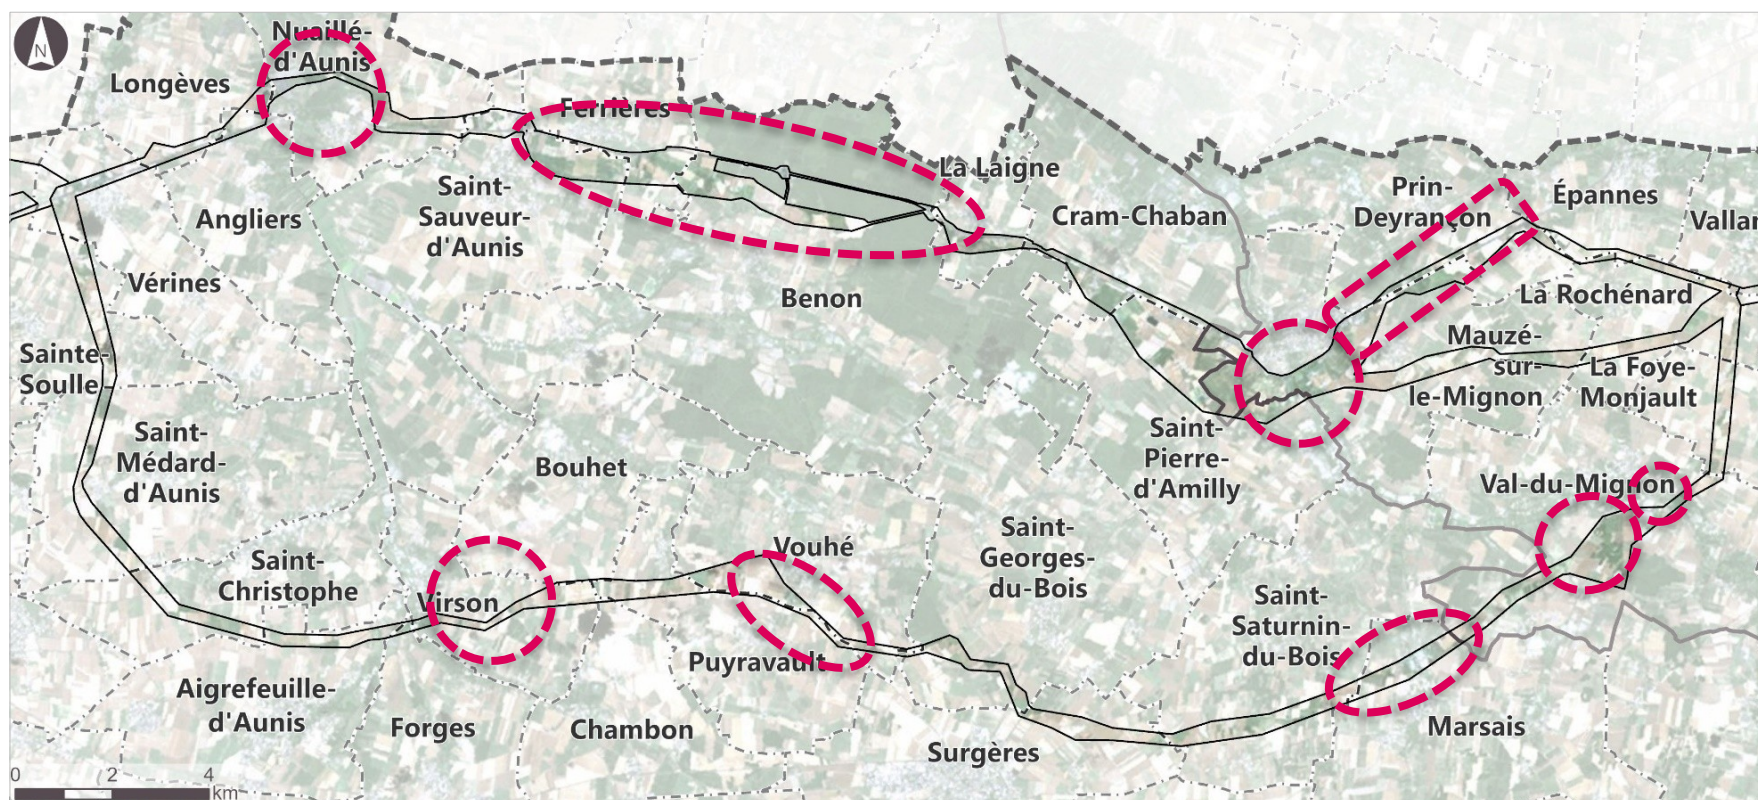 N
Nuaillé-
d'Aunis
Longèves
Ferrières
La Laigne
Saint-
Sauveur-
d'Aunis
Angliers
Cram-Chaban
Prin-
Deyrançon
Épannes
Vallan
Vérines
Benon
La Rochénard
Sainte-
Soulle
Mauzé-
sur-
le-Mignon
La Foye-
Monjault
Saint-
Médard-
d'Aunis
Bouhet
Saint-
Pierre-
d'Amilly
Val-du-Mignon
Saint-
Christophe
Virson
Vouhé
Saint-
Georges-
du-Bois
Saint-
Saturnin-
du-Bois
Puyravault
Aigrefeuille-
d'Aunis
Forges
Chambon
Surgères
Marsais
0 2 4
km